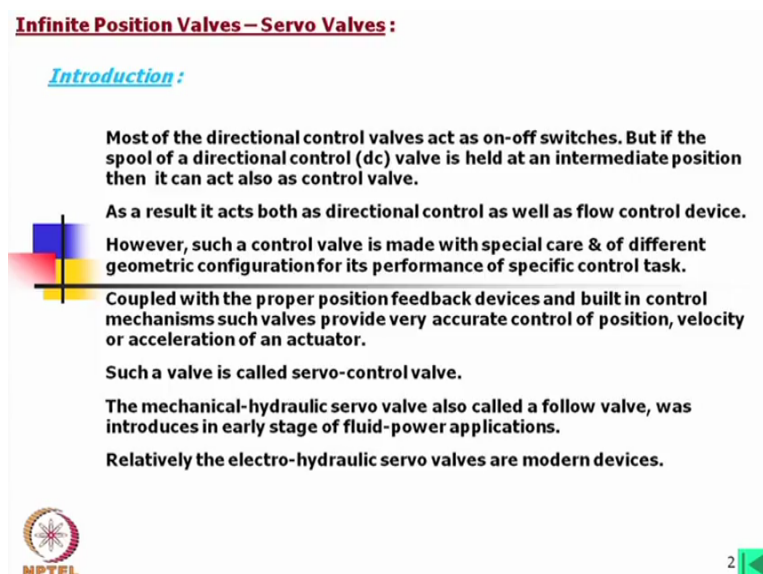 Infinite Position Valves – Servo Valves :
Introduction :
Most of the directional control valves act as on-off switches. But if the
spool of a directional control (dc) valve is held at an intermediate position
then it can act also as control valve.
As a result it acts both as directional control as well as flow control device.
However, such a control valve is made with special care & of different
geometric configuration for its performance of specific control task.
Coupled with the proper position feedback devices and built in control
mechanisms such valves provide very accurate control of position, velocity
or acceleration of an actuator.
Such a valve is called servo-control valve.
The mechanical-hydraulic servo valve also called a follow valve, was
introduces in early stage of fluid-power applications.
Relatively the electro-hydraulic servo valves are modern devices.
NPTEL
2